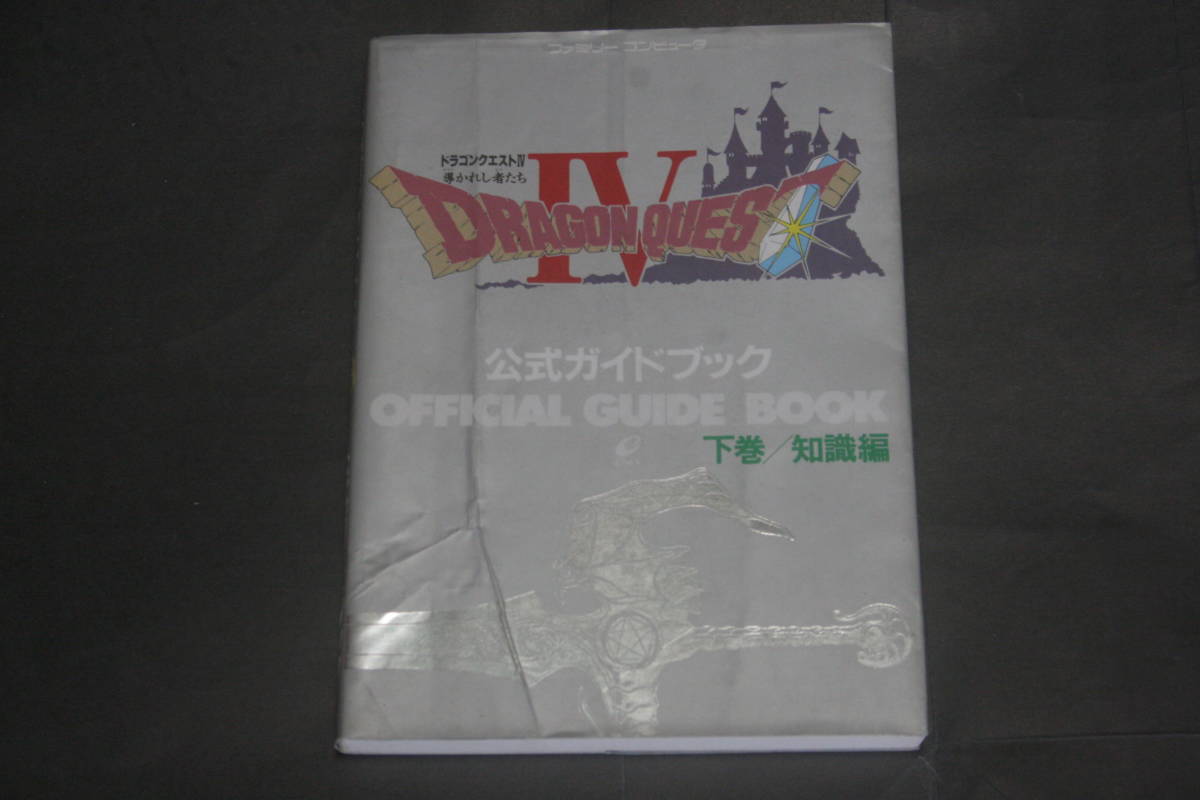 ファミリー コンピュータ
ドラゴンクエストIV
導かれし者たち
DRAGON QUEST
IV
公式ガイドブック
OFFICIAL GUIDE BOOK
下巻/知識編